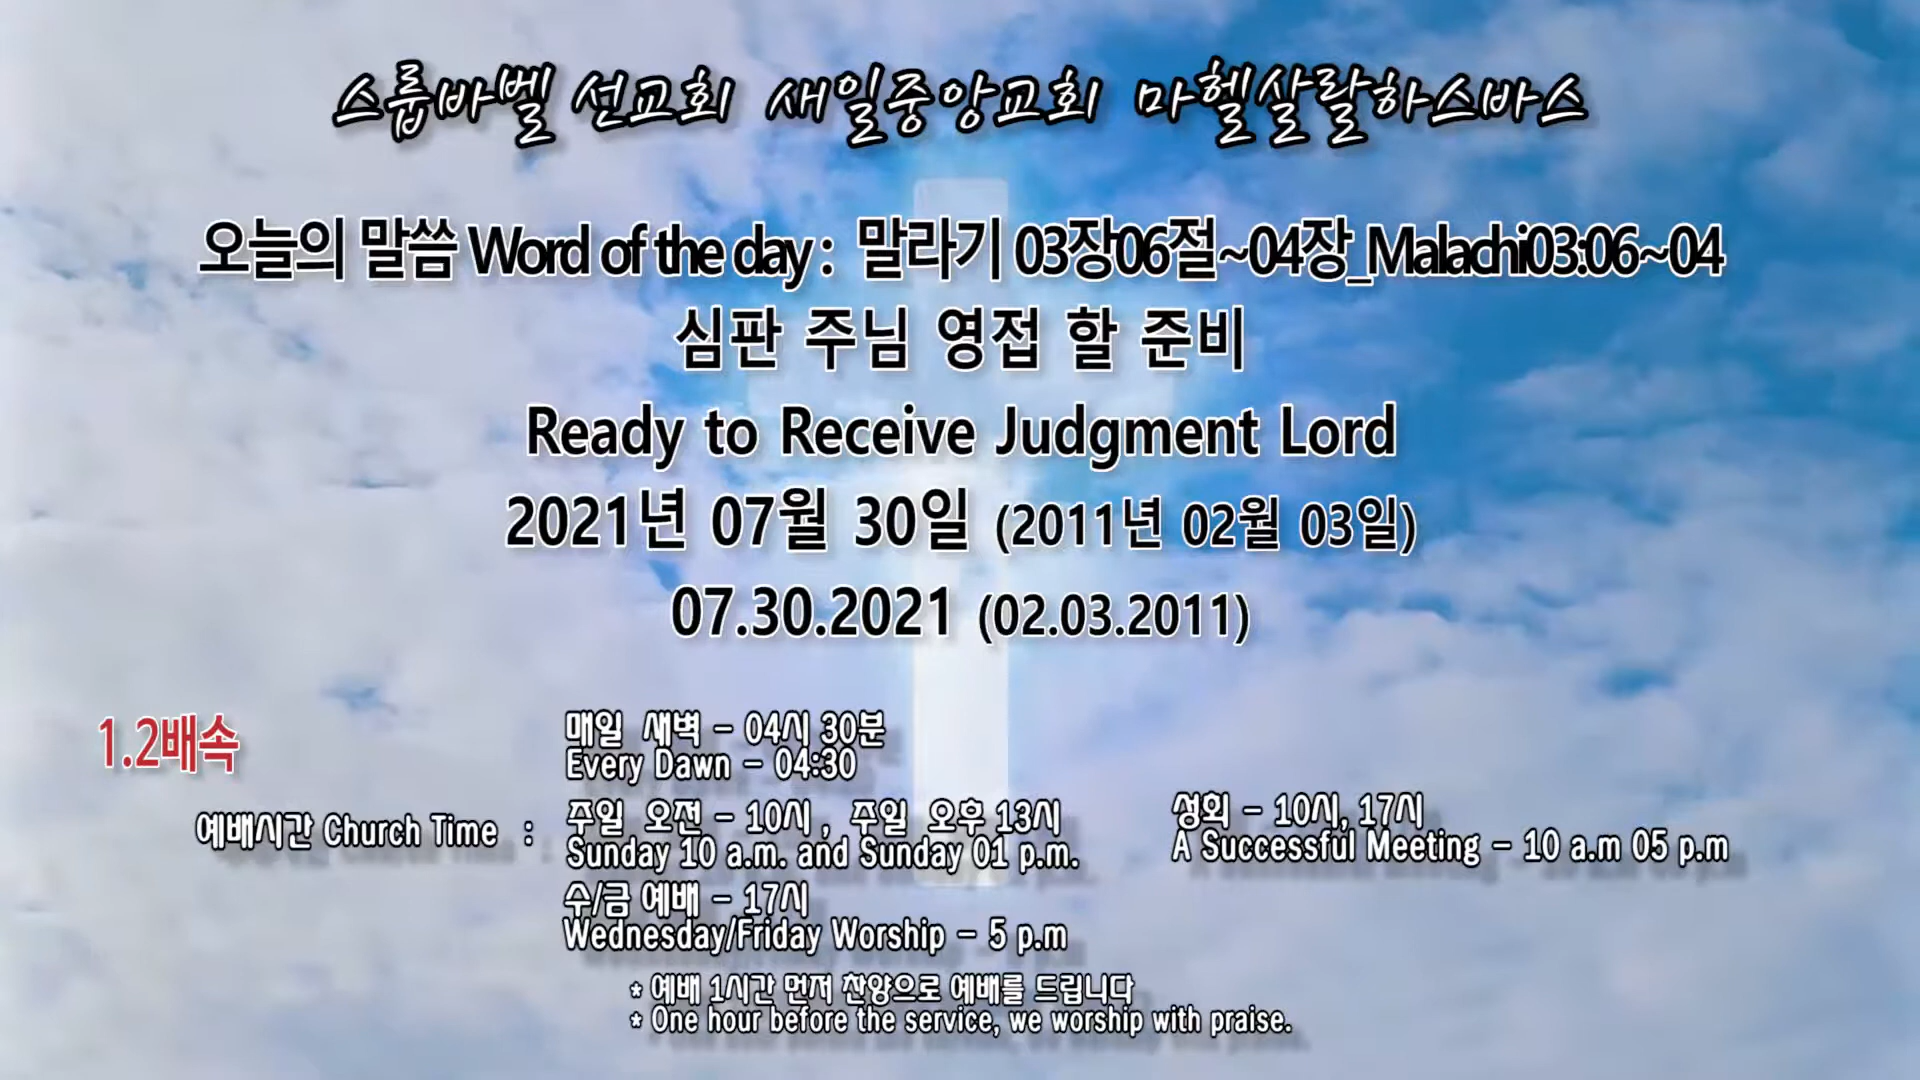 스룹바벨 선교회 새일중앙교회 마헬살랄하스바스
오늘의 말씀 Word of the day : 말라기 03장06절~04장_Malachi03:06~04
심판 주님 영접 할 준비
Ready to Receive Judgment Lord
2021년 07월 30일 (2011년 02월 03일)
07.30.2021 (02.03.2011)
1.2배속
예배시간 Church Time :
매일 새벽 - 04시 30분
Every Dawn - 04:30
주일 오전 - 10시 , 주일 오후 13시
Sunday 10 a.m. and Sunday 01 p.m.
수/금 예배 - 17시
Wednesday/Friday Worship - 5 p.m
성회 - 10시, 17시
A Successful Meeting - 10 a.m 05 p.m
* 예배 1시간 먼저 찬양으로 예배를 드립니다
* One hour before the service, we worship with praise.